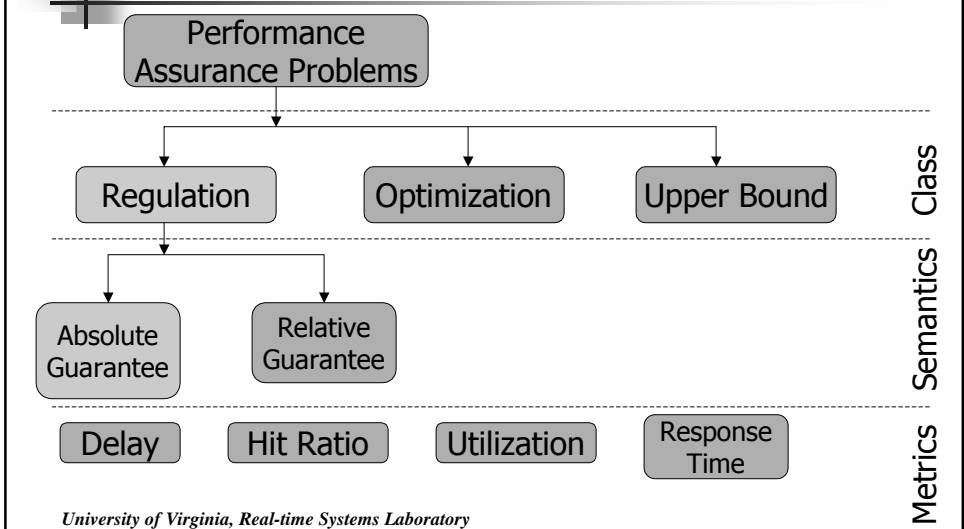 Performance
Assurance Problems
Regulation
Optimization
Upper Bound
Class
Absolute
Guarantee
Relative
Guarantee
Semantics
Delay
Hit Ratio
Utilization
Response
Time
Metrics
University of Virginia, Real-time Systems Laboratory